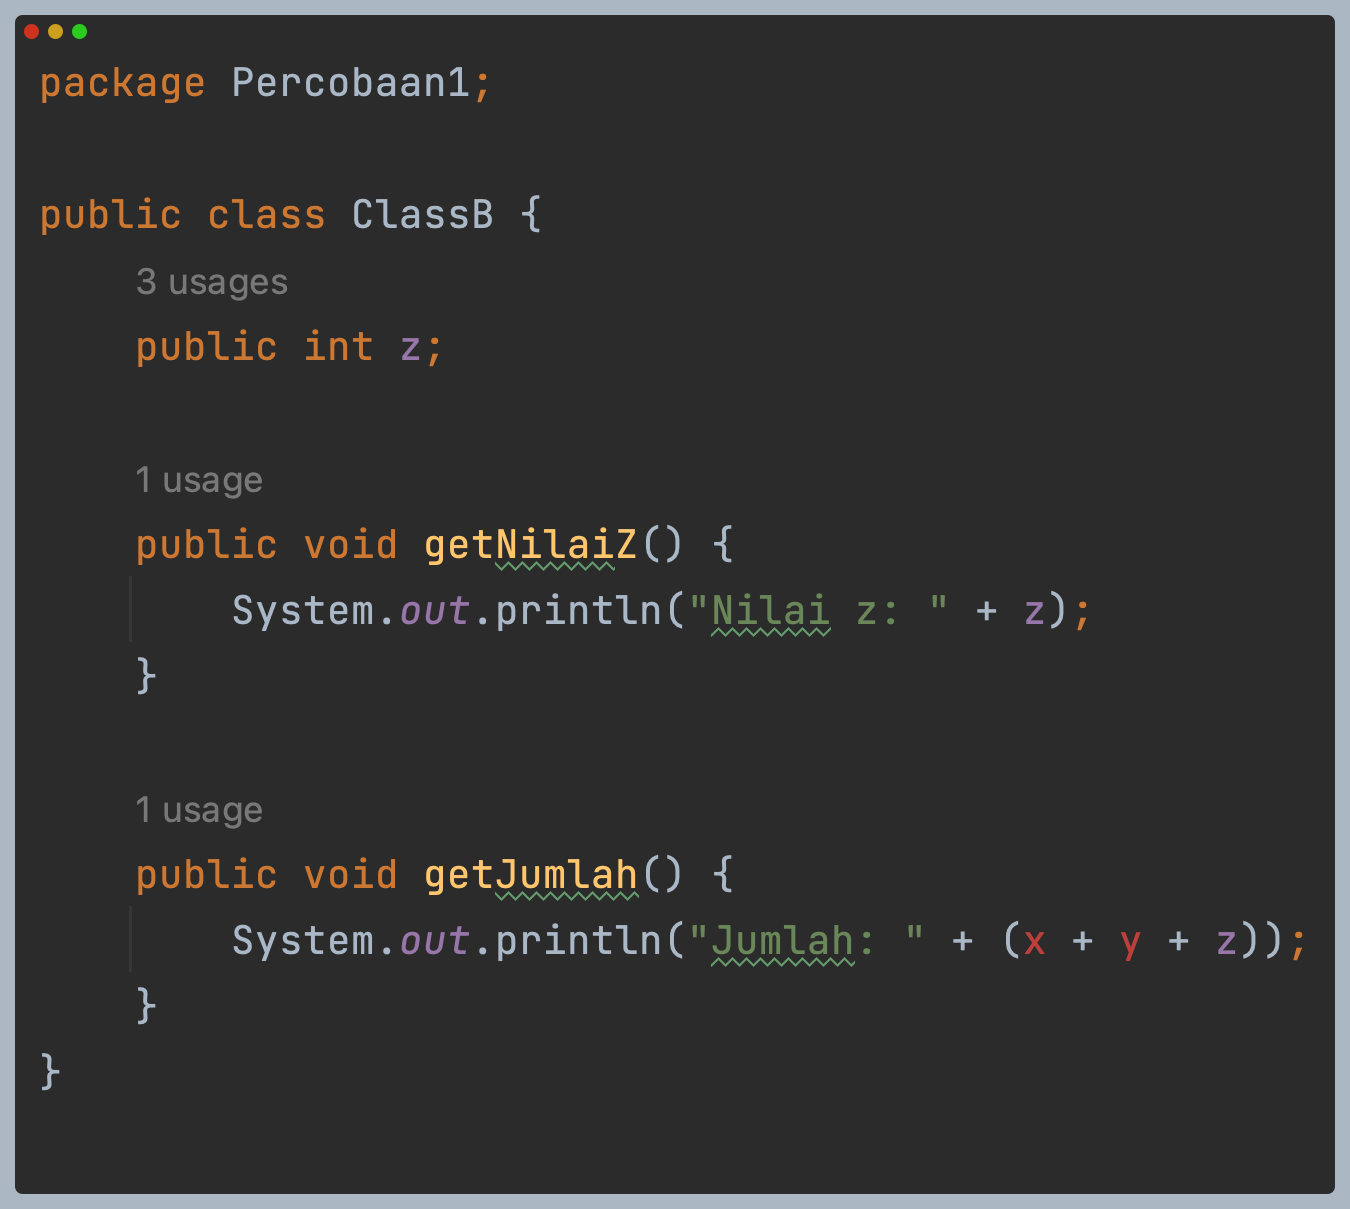 package Percobaan1;
public class ClassB {
3 usages
public int z;
1 usage
public void getNilaiZ() {
System.out.println("Nilai z: " + z);
}
1 usage
public void getJumlah() {
System.out.println("Jumlah: " + (x + y + z));
}
}